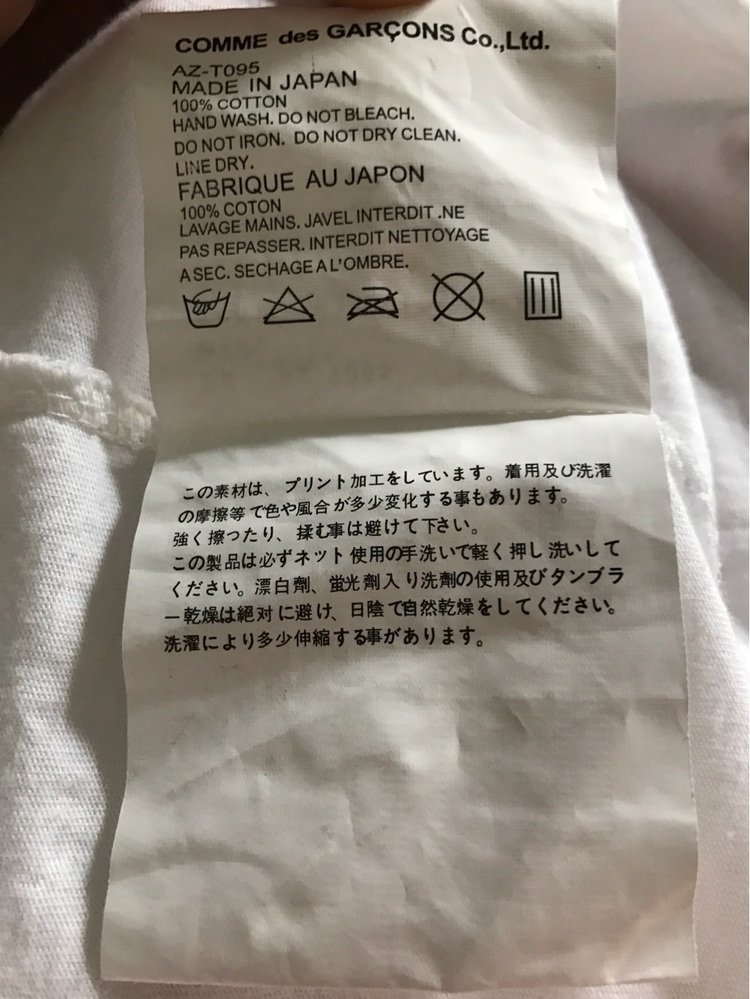 COMME des GARÇONS Co.,Ltd.
AZ-T095
MADE IN JAPAN
100% COTTON
HAND WASH. DO NOT BLEACH.
DO NOT IRON. DO NOT DRY CLEAN.
LINE DRY.
FABRIQUE AU JAPON
100% COTON
LAVAGE MAINS. JAVEL INTERDIT .NE
PAS REPASSER. INTERDIT NETTOYAGE
A SEC. SECHAGE A L'OMBRE.
この素材は、プリント加工をしています。着用及び洗濯
の摩擦等で色や風合が多少変化する事もあります。
強く擦ったり、揉む事は避けて下さい。
この製品は必ずネット使用の手洗いで軽く押し洗いして
ください。漂白剤、蛍光剤入り洗剤の使用及びタンブラ
ー乾燥は絶対に避け、日陰で自然乾燥をしてください。
洗濯により多少伸縮する事があります。